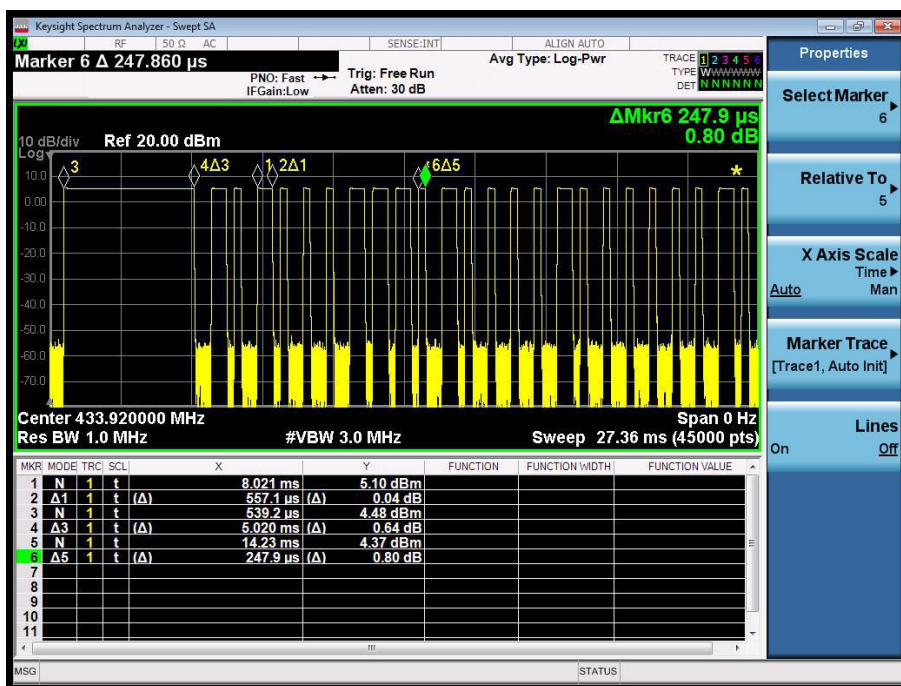 Keysight Spectrum Analyzer - Swept SA
LXI RF 50 Ω AC SENSE:INT ALIGN AUTO
Marker 6 Δ 247.860 µs
PNO: Fast
IFGain:Low
Trig: Free Run
Atten: 30 dB
Avg Type: Log-Pwr
TRACE 1 2 3 4 5 6
TYPE WWWWWW
DET N N N N N N
ΔMkr6 247.9 µs
0.80 dB
10 dB/div Ref 20.00 dBm
Log
3 4Δ3 1 2Δ1 6Δ5 *
10.0
0.00
-10.0
-20.0
-30.0
-40.0
-50.0
-60.0
-70.0
Center 433.920000 MHz Span 0 Hz
Res BW 1.0 MHz #VBW 3.0 MHz Sweep 27.36 ms (45000 pts)
MKR MODE TRC SCL X Y FUNCTION FUNCTION WIDTH FUNCTION VALUE
1 N 1 t 8.021 ms 5.10 dBm
2 Δ1 1 t (Δ) 557.1 µs (Δ) 0.04 dB
3 N 1 t 539.2 µs 4.48 dBm
4 Δ3 1 t (Δ) 5.020 ms (Δ) 0.64 dB
5 N 1 t 14.23 ms 4.37 dBm
6 Δ5 1 t (Δ) 247.9 µs (Δ) 0.80 dB
7
8
9
10
11
MSG STATUS
Properties
Select Marker
6
Relative To
5
X Axis Scale
Time
Auto Man
Marker Trace
[Trace1, Auto Init]
Lines
On Off